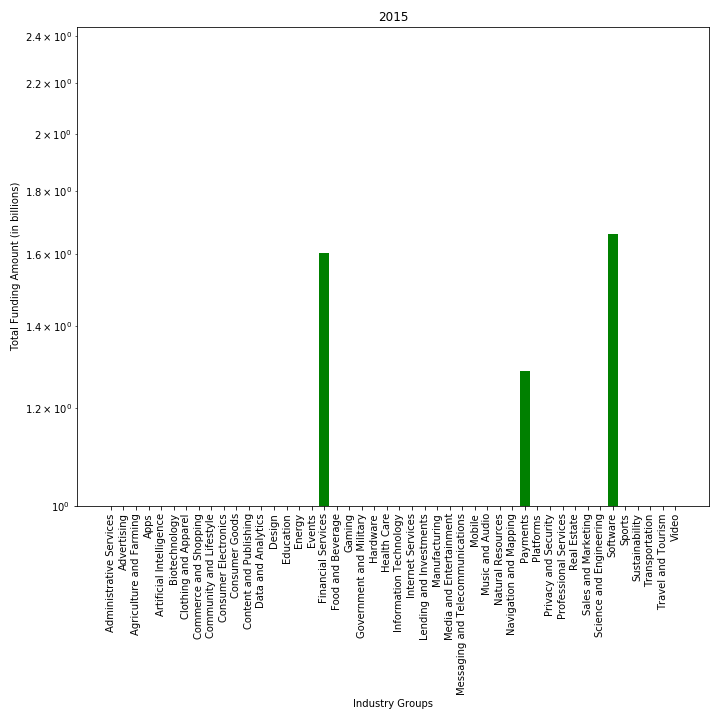 2015
Total Funding Amount (in billions)
2.4 × 10⁰
2.2 × 10⁰
2 × 10⁰
1.8 × 10⁰
1.6 × 10⁰
1.4 × 10⁰
1.2 × 10⁰
10⁰
Administrative Services
Advertising
Agriculture and Farming
Apps
Artificial Intelligence
Biotechnology
Clothing and Apparel
Commerce and Shopping
Community and Lifestyle
Consumer Electronics
Consumer Goods
Content and Publishing
Data and Analytics
Design
Education
Energy
Events
Financial Services
Food and Beverage
Gaming
Government and Military
Hardware
Health Care
Information Technology
Internet Services
Lending and Investments
Manufacturing
Media and Entertainment
Messaging and Telecommunications
Mobile
Music and Audio
Natural Resources
Navigation and Mapping
Payments
Platforms
Privacy and Security
Professional Services
Real Estate
Sales and Marketing
Science and Engineering
Software
Sports
Sustainability
Transportation
Travel and Tourism
Video
Industry Groups